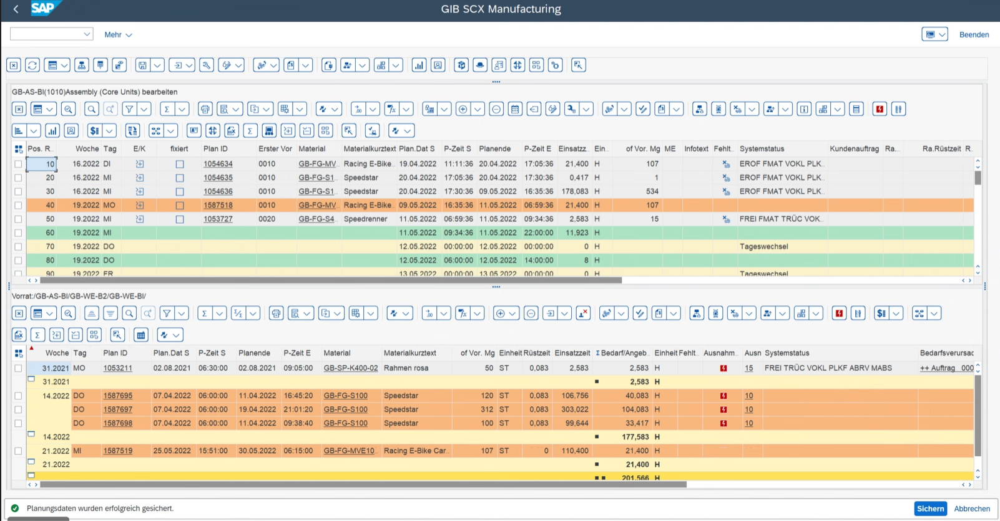 SAP GIB SCX Manufacturing
Mehr Beenden
GB-AS-BI(1010)Assembly (Core Units) bearbeiten
Pos. R.. Woche Tag E/K fixiert Plan ID Erster Vor Material Materialkurztext Plan.Dat S P-Zeit S Planende P-Zeit E Einsatzz.. Ein.. of Vor. Mg ME Infotext Fehlt.. Systemstatus Kundenauftrag Ra... Ra.Rüstzeit R..
10 16.2022 DI 1054634 0010 GB-FG-MV.. Racing E-Bike.. 19.04.2022 11:11:36 20.04.2022 17:05:36 21,400 H 107 EROF FMAT VOKL PLK..
20 16.2022 MI 1054635 0010 GB-FG-S1.. Speedstar 20.04.2022 17:05:36 20.04.2022 17:30:36 0,417 H 1 EROF FMAT VOKL PLK..
30 16.2022 MI 1054636 0010 GB-FG-S1.. Speedstar 20.04.2022 17:30:36 09.05.2022 16:35:36 178,083 H 534 EROF FMAT VOKL PLK..
40 19.2022 MO 1587518 0010 GB-FG-MV.. Racing E-Bike.. 09.05.2022 16:35:36 11.05.2022 06:59:36 21,400 H 107
50 19.2022 MI 1053727 0020 GB-FG-S4.. Speedrenner 11.05.2022 06:59:36 11.05.2022 09:34:36 2,583 H 15 FREI FMAT TRÜC VOK..
60 19.2022 MI 11.05.2022 09:34:36 11.05.2022 22:00:00 11,923 H
70 19.2022 DO 12.05.2022 00:00:00 12.05.2022 00:00:00 0 H Tageswechsel
80 19.2022 DO 12.05.2022 06:00:00 12.05.2022 14:00:00 8 H
90 19.2022 FR 13.05.2022 00:00:00 13.05.2022 00:00:00 0 H Tageswechsel
Vorrat:/GB-AS-BI/GB-WE-B2/GB-WE-BI/
Woche Tag Plan ID Plan.Dat S P-Zeit S Planende P-Zeit E Material Materialkurztext of Vor. Mg Einheit Rüstzeit Einsatzzeit Σ Bedarf/Angeb.. Einheit Fehlt.. Ausnahm.. Ausn Systemstatus Bedarfsverursac
31.2021 MO 1053211 02.08.2021 06:30:00 02.08.2021 09:05:00 GB-SP-K400-02 Rahmen rosa 50 ST 0,083 2,583 2,583 H 15 FREI TRÜC VOKL PLKF ABRV MABS ++ Auftrag 000
31.2021 2,583 H
14.2022 DO 1587695 07.04.2022 06:00:00 11.04.2022 16:45:20 GB-FG-S100 Speedstar 120 ST 0,083 106,756 40,083 H 10
DO 1587697 07.04.2022 06:00:00 19.04.2022 21:01:20 GB-FG-S100 Speedstar 312 ST 0,083 303,022 104,083 H 10
DO 1587698 07.04.2022 06:00:00 11.04.2022 09:38:40 GB-FG-S100 Speedstar 100 ST 0,083 99,644 33,417 H 10
14.2022 177,583 H
21.2022 MI 1587519 25.05.2022 15:51:00 30.05.2022 06:15:00 GB-FG-MVE10.. Racing E-Bike Car.. 107 ST 0 110,400 21,400 H
21.2022 21,400 H
201,566 H
Planungsdaten wurden erfolgreich gesichert. Sichern Abbrechen